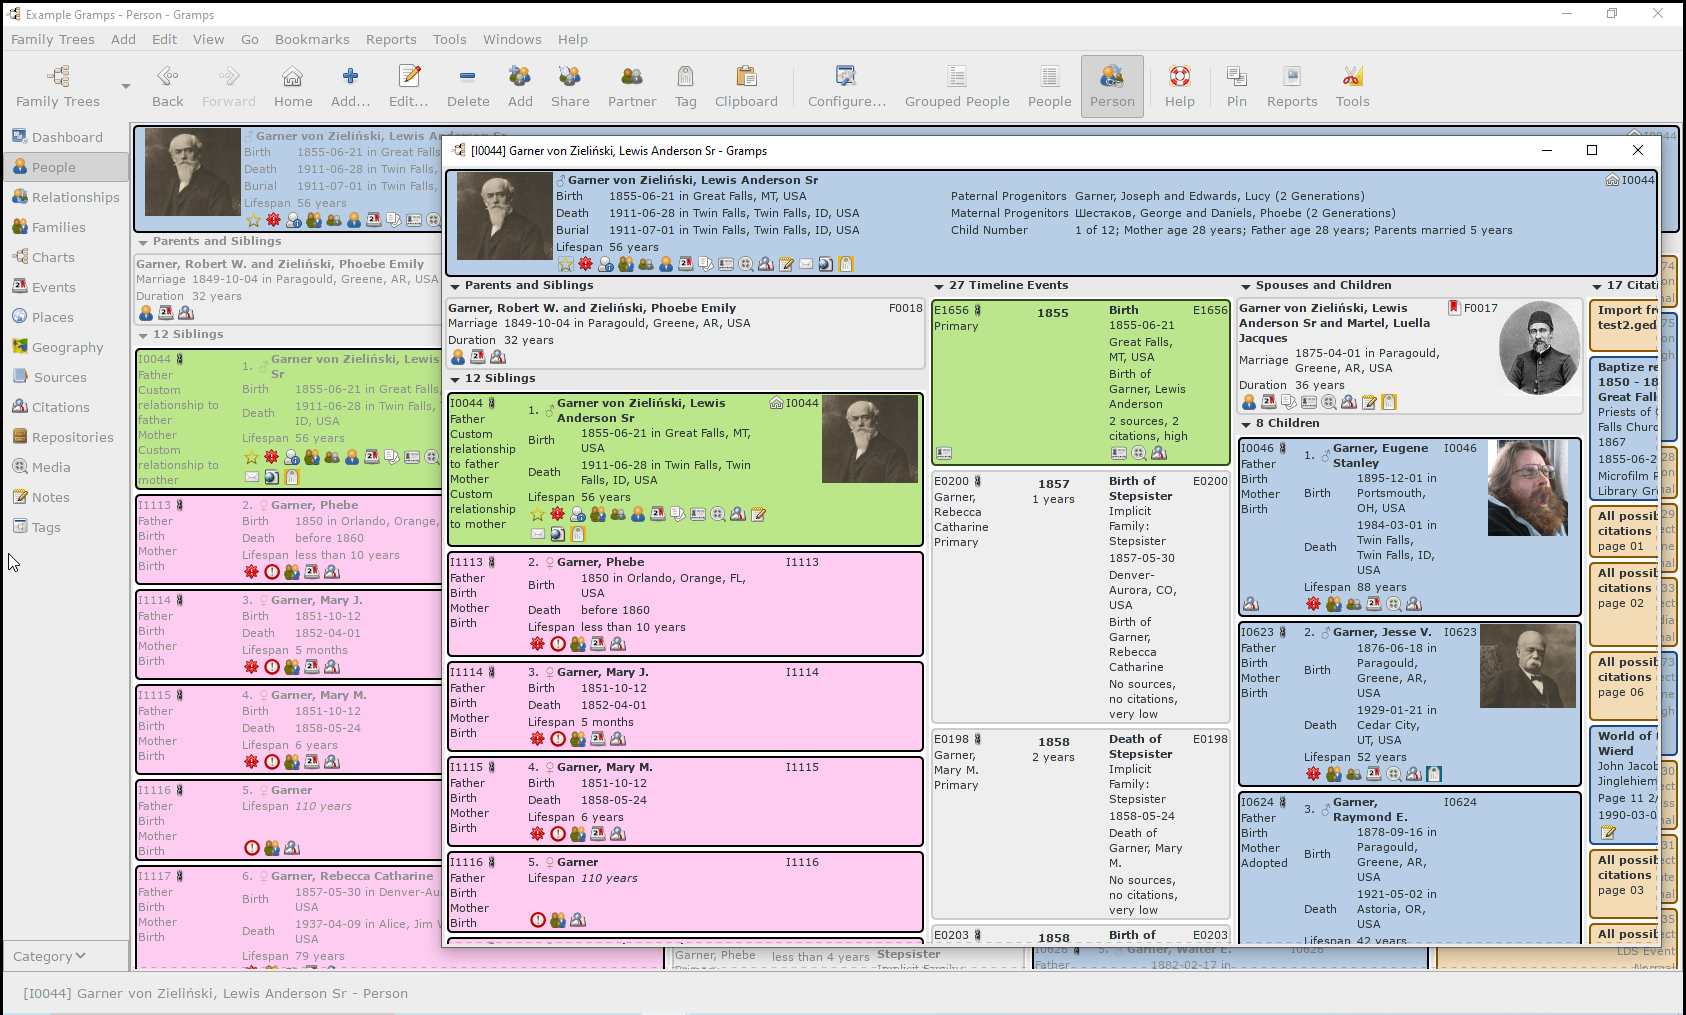 Example Gramps - Person - Gramps
Family Trees Add Edit View Go Bookmarks Reports Tools Windows Help
Family Trees Back Forward Home Add... Edit... Delete Add Share Partner Tag Clipboard Configure... Grouped People People Person Help Pin Reports Tools
Dashboard
People
Relationships
Families
Charts
Events
Places
Geography
Sources
Citations
Repositories
Media
Notes
Tags
Category
Garner von Zieliński, Lewis Anderson Sr
Birth 1855-06-21 in Great Falls
Death 1911-06-28 in Twin Falls,
Burial 1911-07-01 in Twin Falls,
Lifespan 56 years
Parents and Siblings
Garner, Robert W. and Zieliński, Phoebe Emily
Marriage 1849-10-04 in Paragould, Greene, AR, USA
Duration 32 years
12 Siblings
I0044
Father
Custom
relationship to
father
Mother
Custom
relationship to
mother
1. Garner von Zieliński, Lewis
Sr
Birth 1855-06-21 in Great Falls
Death 1911-06-28 in Twin Falls,
ID, USA
Lifespan 56 years
I1113
Father
Birth
Mother
Birth
2. Garner, Phebe
Birth 1850 in Orlando, Orange,
Death before 1860
Lifespan less than 10 years
I1114
Father
Birth
Mother
Birth
3. Garner, Mary J.
Birth 1851-10-12
Death 1852-04-01
Lifespan 5 months
I1115
Father
Birth
Mother
Birth
4. Garner, Mary M.
Birth 1851-10-12
Death 1858-05-24
Lifespan 6 years
I1116
Father
Birth
Mother
Birth
5. Garner
Lifespan 110 years
I1117
Father
Birth
Mother
Birth
6. Garner, Rebecca Catharine
Birth 1857-05-30 in Denver-Au
USA
Death 1937-04-09 in Alice, Jim W
USA
Lifespan 79 years
[I0044] Garner von Zieliński, Lewis Anderson Sr - Gramps
Garner von Zieliński, Lewis Anderson Sr I0044
Birth 1855-06-21 in Great Falls, MT, USA
Death 1911-06-28 in Twin Falls, Twin Falls, ID, USA
Burial 1911-07-01 in Twin Falls, Twin Falls, ID, USA
Lifespan 56 years
Paternal Progenitors Garner, Joseph and Edwards, Lucy (2 Generations)
Maternal Progenitors Шестаков, George and Daniels, Phoebe (2 Generations)
Child Number 1 of 12; Mother age 28 years; Father age 28 years; Parents married 5 years
Parents and Siblings
Garner, Robert W. and Zieliński, Phoebe Emily F0018
Marriage 1849-10-04 in Paragould, Greene, AR, USA
Duration 32 years
12 Siblings
I0044
Father
Custom
relationship
to father
Mother
Custom
relationship
to mother
1. Garner von Zieliński, Lewis I0044
Anderson Sr
Birth 1855-06-21 in Great Falls, MT,
USA
Death 1911-06-28 in Twin Falls, Twin
Falls, ID, USA
Lifespan 56 years
I1113
Father
Birth
Mother
Birth
2. Garner, Phebe I1113
Birth 1850 in Orlando, Orange, FL,
USA
Death before 1860
Lifespan less than 10 years
I1114
Father
Birth
Mother
Birth
3. Garner, Mary J. I1114
Birth 1851-10-12
Death 1852-04-01
Lifespan 5 months
I1115
Father
Birth
Mother
Birth
4. Garner, Mary M. I1115
Birth 1851-10-12
Death 1858-05-24
Lifespan 6 years
I1116
Father
Birth
Mother
Birth
5. Garner I1116
Lifespan 110 years
27 Timeline Events
E1656
Primary
1855
Birth E1656
1855-06-21
Great Falls,
MT, USA
Birth of
Garner, Lewis
Anderson
2 sources, 2
citations, high
E0200
Garner,
Rebecca
Catharine
Primary
1857
1 years
Birth of E0200
Stepsister
Implicit
Family:
Stepsister
1857-05-30
Denver-
Aurora, CO,
USA
Birth of
Garner,
Rebecca
Catharine
No sources,
no citations,
very low
E0198
Garner,
Mary M.
Primary
1858
2 years
Death of E0198
Stepsister
Implicit
Family:
Stepsister
1858-05-24
Death of
Garner, Mary
M.
No sources,
no citations,
very low
E0203 1858 Birth of E0203
Spouses and Children
Garner von Zieliński, Lewis F0017
Anderson Sr and Martel, Luella
Jacques
Marriage 1875-04-01 in Paragould,
Greene, AR, USA
Duration 36 years
8 Children
I0046
Father
Birth
Mother
Birth
1. Garner, Eugene I0046
Stanley
Birth 1895-12-01 in
Portsmouth,
OH, USA
Death 1984-03-01 in
Twin Falls,
Twin Falls, ID,
USA
Lifespan 88 years
I0623
Father
Birth
Mother
Birth
2. Garner, Jesse V. I0623
Birth 1876-06-18 in
Paragould,
Greene, AR,
USA
Death 1929-01-21 in
Cedar City,
UT, USA
Lifespan 52 years
I0624
Father
Birth
Mother
Adopted
3. Garner, I0624
Raymond E.
Birth 1878-09-16 in
Paragould,
Greene, AR,
USA
Death 1921-05-02 in
Astoria, OR,
USA
Lifespan 42 years
17 Citati
Import fr
test2.ged
Baptize re
1850 - 18
Great Fall
Priests of
Falls Churc
1867
1855-06-2
Microfilm
Library Gr
All possib
citations
page 01
All possib
citations
page 02
All possib
citations
page 06
World of t
Wierd
John Jacob
Jinglehiem
Page 11 2/
1990-03-0
All possib
citations
page 03
All possib
Garner, Phebe less than 4 years Stepsister
Implicit Family:
I0626 5. Garner, Walter E. I0626
Father 1882-02-17 in
LDS Event
Normal
[I0044] Garner von Zieliński, Lewis Anderson Sr - Person